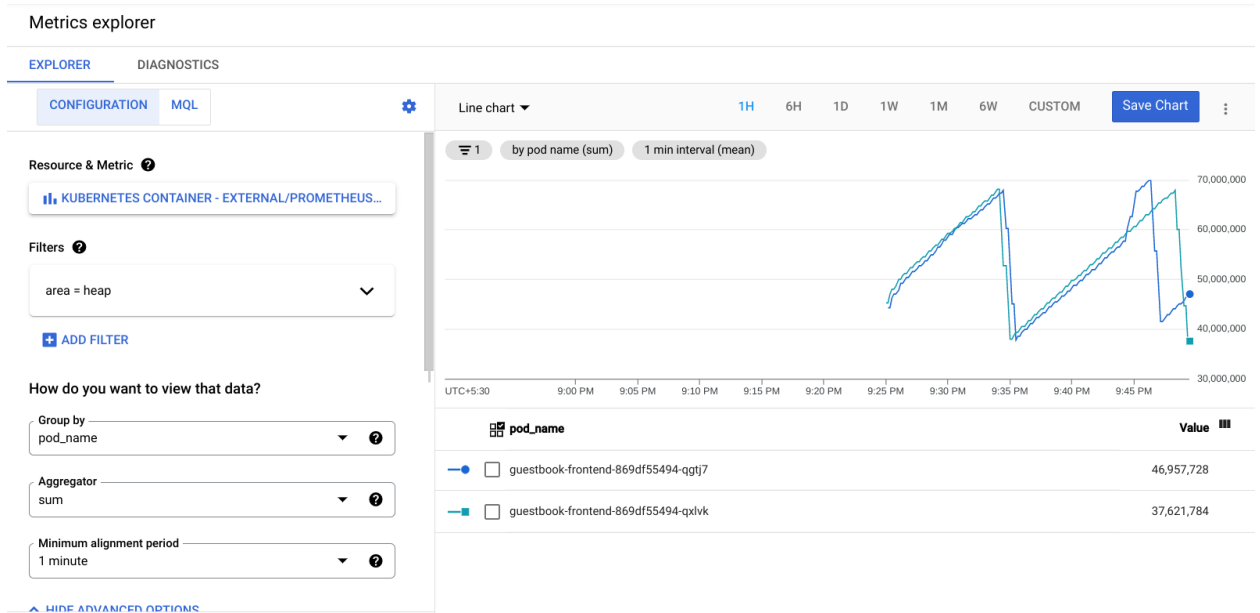 Metrics explorer
EXPLORER
DIAGNOSTICS
CONFIGURATION
MQL
Resource & Metric
KUBERNETES CONTAINER - EXTERNAL/PROMETHEUS...
Filters
area = heap
ADD FILTER
How do you want to view that data?
Group by
pod_name
Aggregator
sum
Minimum alignment period
1 minute
HIDE ADVANCED OPTIONS
Line chart
1H
6H
1D
1W
1M
6W
CUSTOM
Save Chart
1
by pod name (sum)
1 min interval (mean)
70,000,000
60,000,000
50,000,000
40,000,000
30,000,000
UTC+5:30
9:00 PM
9:05 PM
9:10 PM
9:15 PM
9:20 PM
9:25 PM
9:30 PM
9:35 PM
9:40 PM
9:45 PM
pod_name
Value
guestbook-frontend-869df55494-qgtj7
46,957,728
guestbook-frontend-869df55494-qxlvk
37,621,784